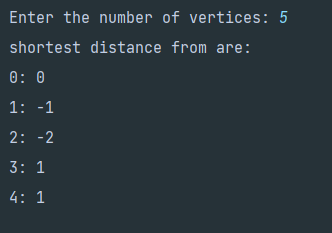 Enter the number of vertices: 5
shortest distance from are:
0: 0
1: -1
2: -2
3: 1
4: 1